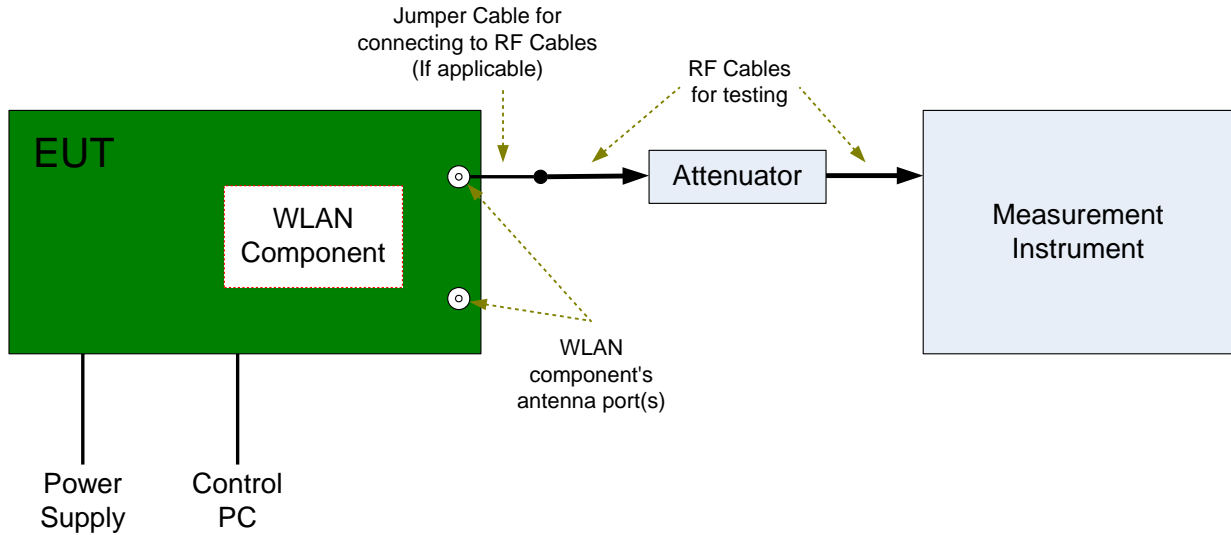 Jumper Cable for
connecting to RF Cables
(If applicable)
RF Cables
for testing
EUT
WLAN
Component
Attenuator
Measurement
Instrument
WLAN
component's
antenna port(s)
Power
Supply
Control
PC